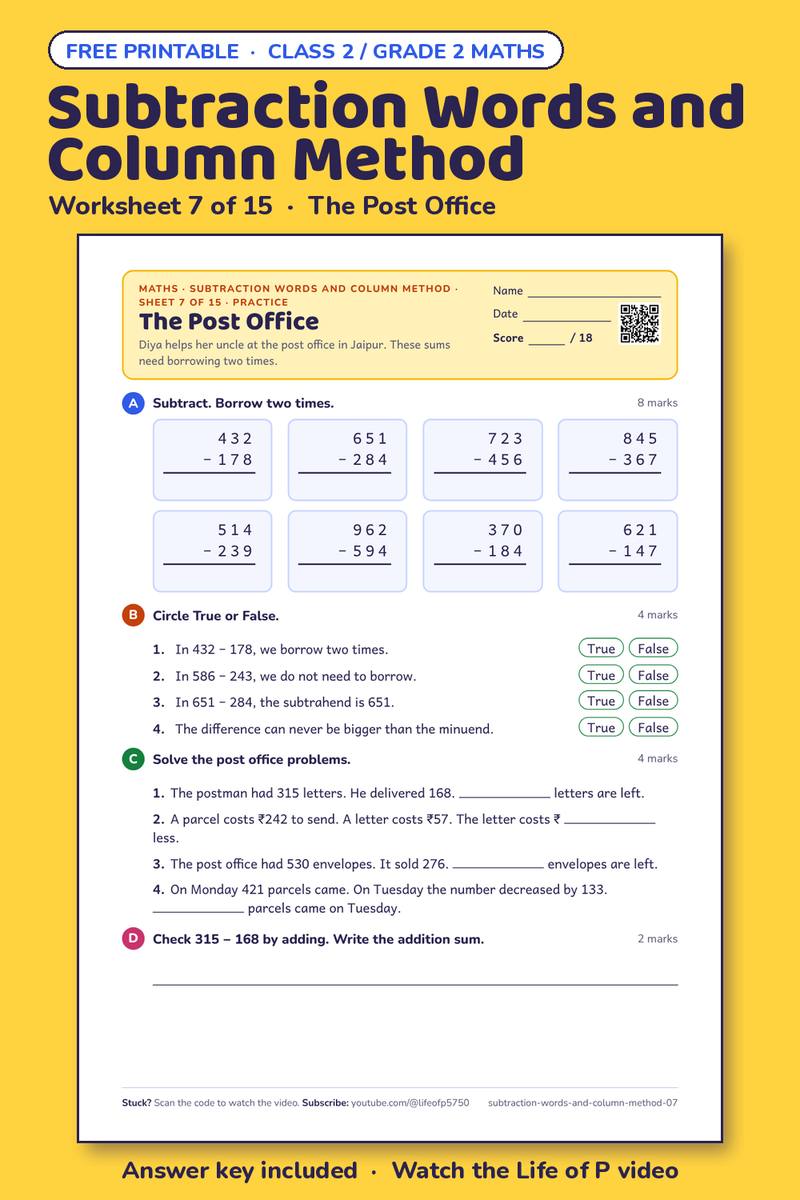 FREE PRINTABLE · CLASS 2 / GRADE 2 MATHS
Subtraction Words and
Column Method
Worksheet 7 of 15 · The Post Office
MATHS · SUBTRACTION WORDS AND COLUMN METHOD ·
SHEET 7 OF 15 · PRACTICE
The Post Office
Diya helps her uncle at the post office in Jaipur. These sums
need borrowing two times.
Name ____
Date ____
Score ____ / 18
A Subtract. Borrow two times. 8 marks
432 651 723 845
− 178 − 284 − 456 − 367
514 962 370 621
− 239 − 594 − 184 − 147
B Circle True or False. 4 marks
1. In 432 − 178, we borrow two times. True False
2. In 586 − 243, we do not need to borrow. True False
3. In 651 − 284, the subtrahend is 651. True False
4. The difference can never be bigger than the minuend. True False
C Solve the post office problems. 4 marks
1. The postman had 315 letters. He delivered 168. ____ letters are left.
2. A parcel costs ₹242 to send. A letter costs ₹57. The letter costs ₹ ____
less.
3. The post office had 530 envelopes. It sold 276. ____ envelopes are left.
4. On Monday 421 parcels came. On Tuesday the number decreased by 133.
____ parcels came on Tuesday.
D Check 315 − 168 by adding. Write the addition sum. 2 marks
Stuck? Scan the code to watch the video. Subscribe: youtube.com/@lifeofp5750 subtraction-words-and-column-method-07
Answer key included · Watch the Life of P video